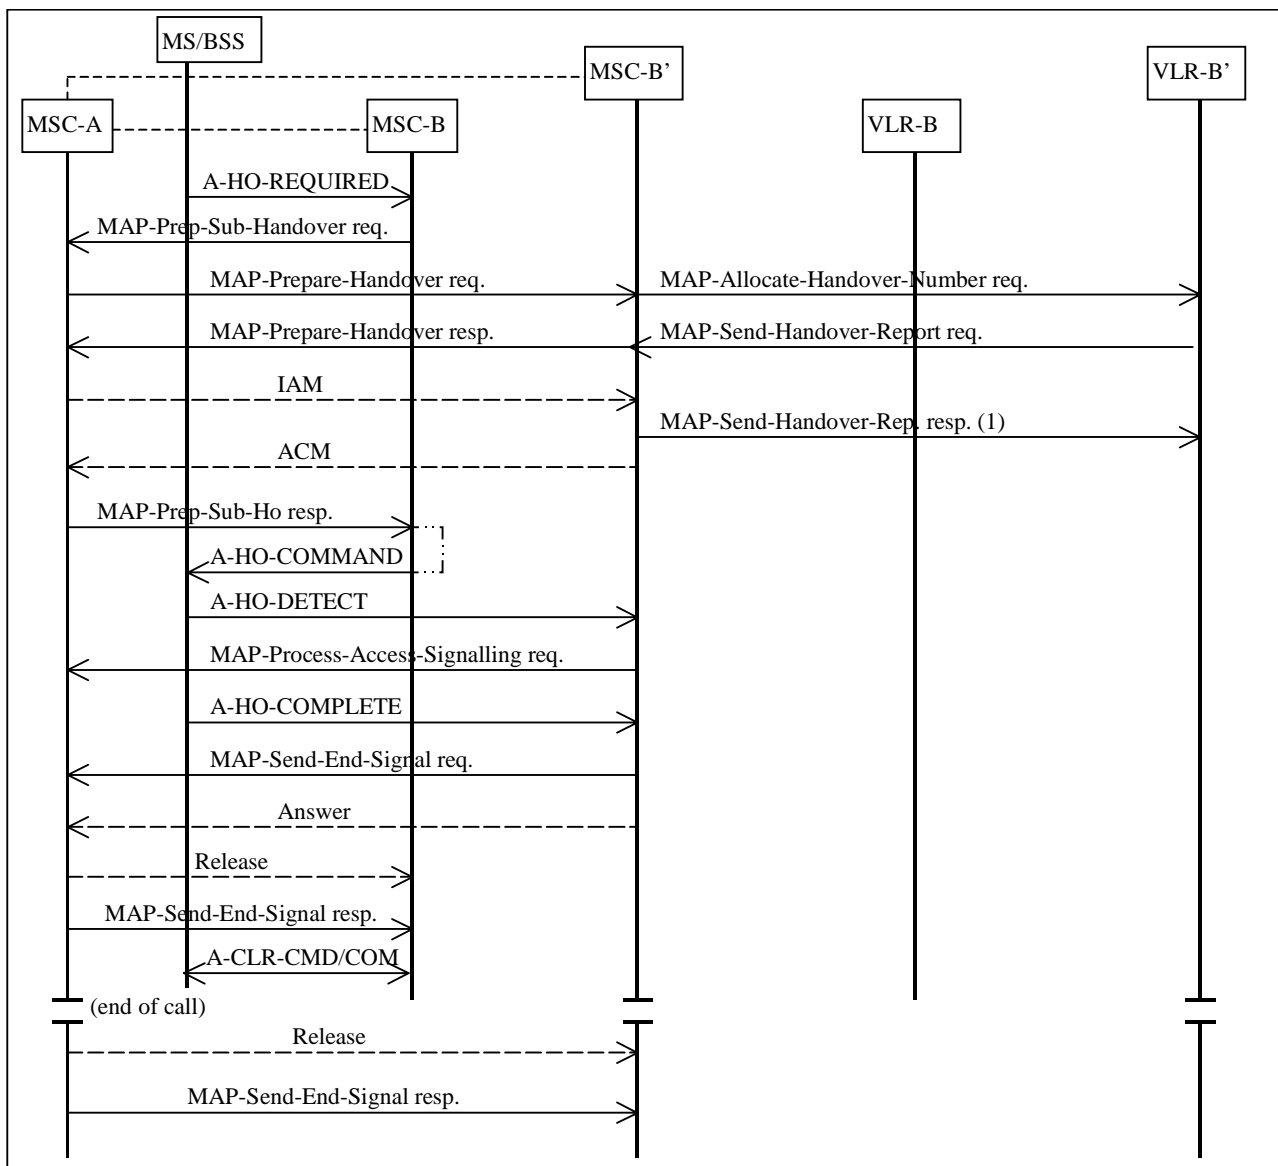 MS/BSS
MSC-B’
VLR-B’
MSC-A
MSC-B
VLR-B
A-HO-REQUIRED
MAP-Prep-Sub-Handover req.
MAP-Prepare-Handover req.
MAP-Allocate-Handover-Number req.
MAP-Prepare-Handover resp.
MAP-Send-Handover-Report req.
IAM
MAP-Send-Handover-Rep. resp. (1)
ACM
MAP-Prep-Sub-Ho resp.
A-HO-COMMAND
A-HO-DETECT
MAP-Process-Access-Signalling req.
A-HO-COMPLETE
MAP-Send-End-Signal req.
Answer
Release
MAP-Send-End-Signal resp.
A-CLR-CMD/COM
(end of call)
Release
MAP-Send-End-Signal resp.